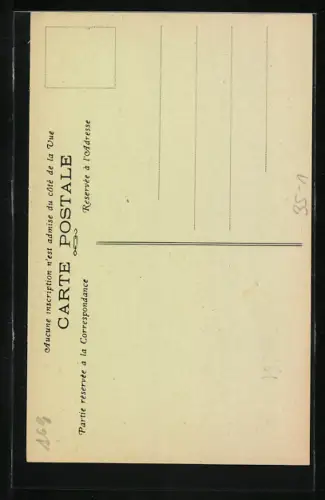 Aucune inscription n'est admise du côté de la Vue
CARTE POSTALE
Partie réservée à la Correspondance
Réservée à l'Adresse
35-1
169